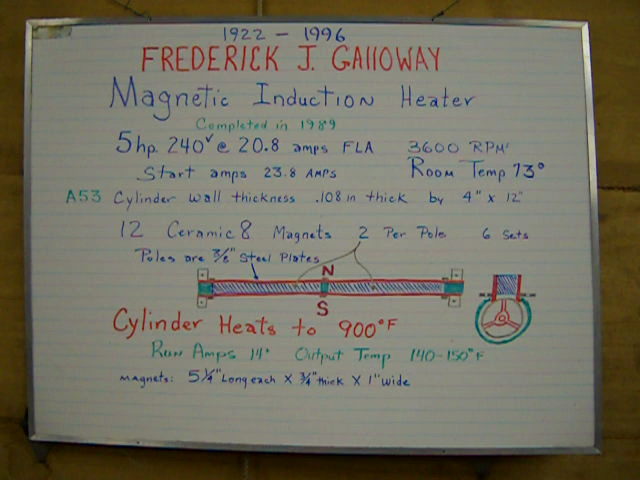 1922 - 1996
FREDERICK J. GAllOWAY
Magnetic Induction Heater
Completed in 1989
5hp. 240v @ 20.8 amps FLA 3600 RPM'
Start amps 23.8 AMPS Room Temp 73°
A53 Cylinder wall thickness .108 in thick by 4" x 12"
12 Ceramic 8 Magnets 2 Per Pole 6 Sets
Poles are 3/8" Steel Plates
N
S
Cylinder Heats to 900°F
Run Amps 14° Output Temp 140-150°F
MAGNETS: 5 1/4" Long each X 3/4" thick X 1" wide